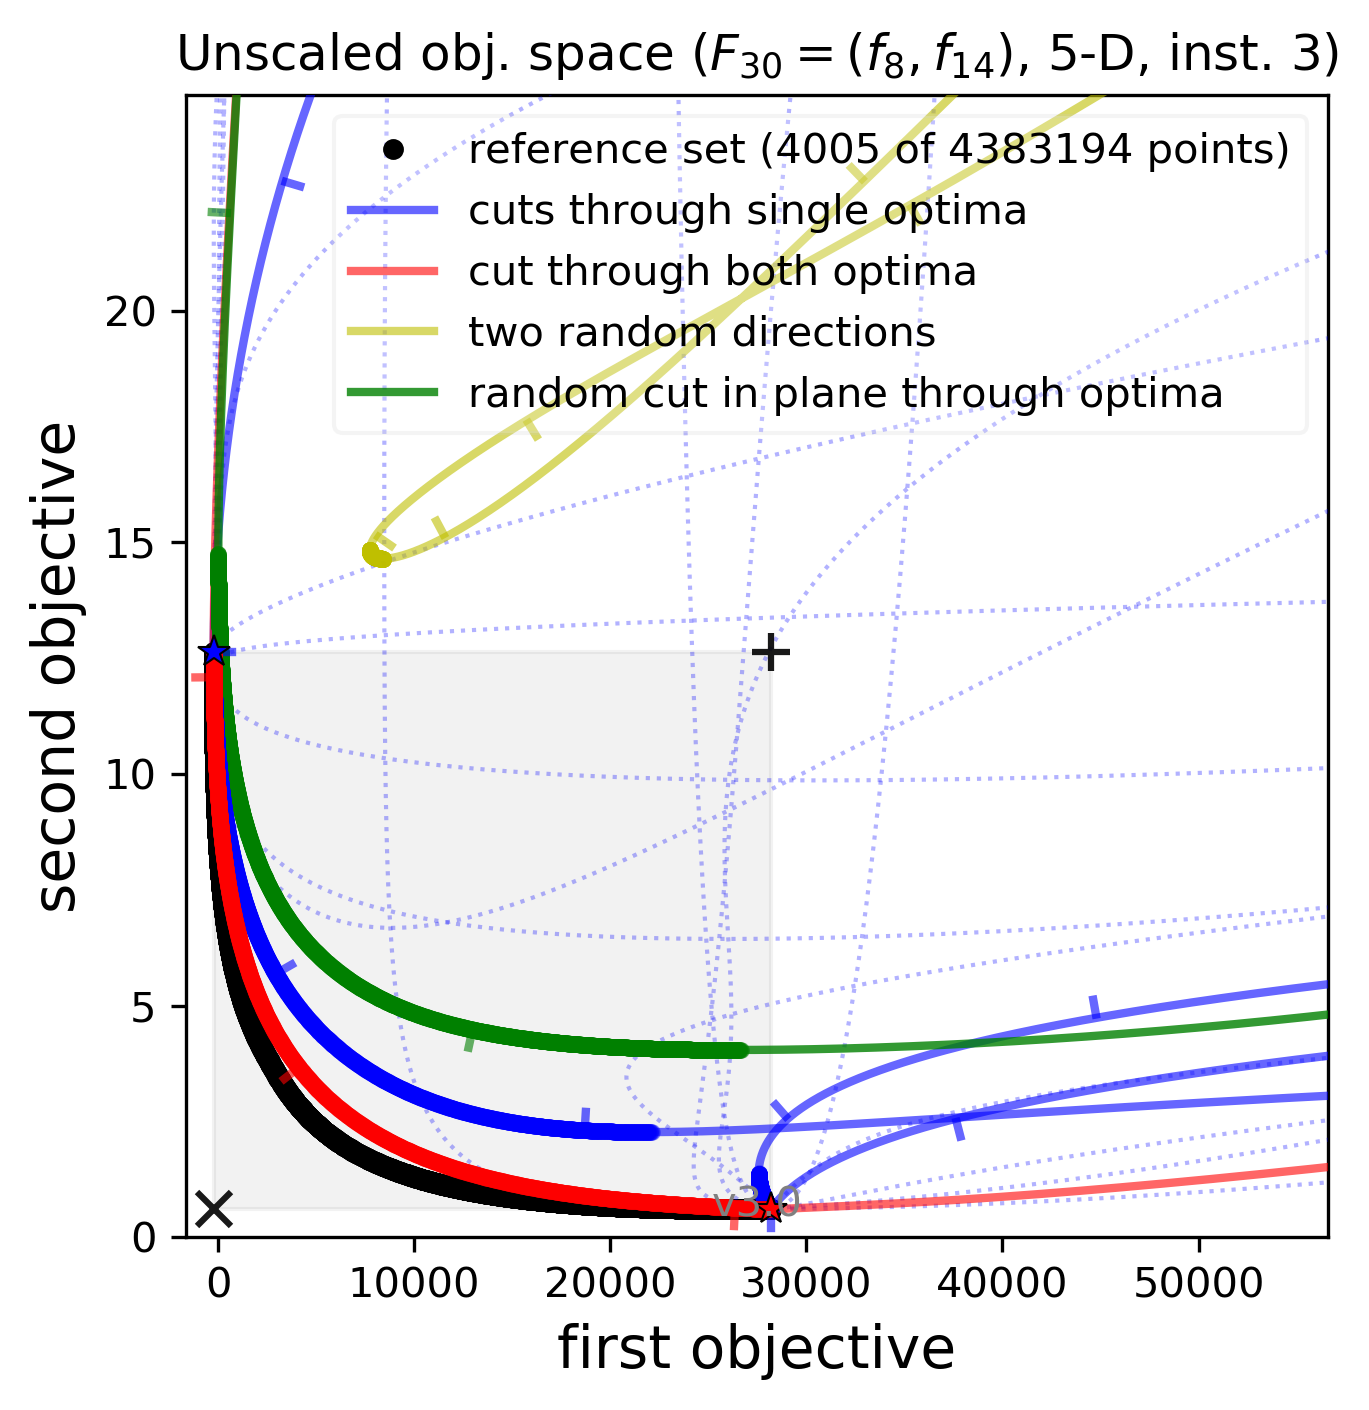 Unscaled obj. space (F30 = (f8, f14), 5-D, inst. 3)
reference set (4005 of 4383194 points)
cuts through single optima
cut through both optima
two random directions
random cut in plane through optima
second objective
20
15
10
5
0
0 10000 20000 30000 40000 50000
first objective